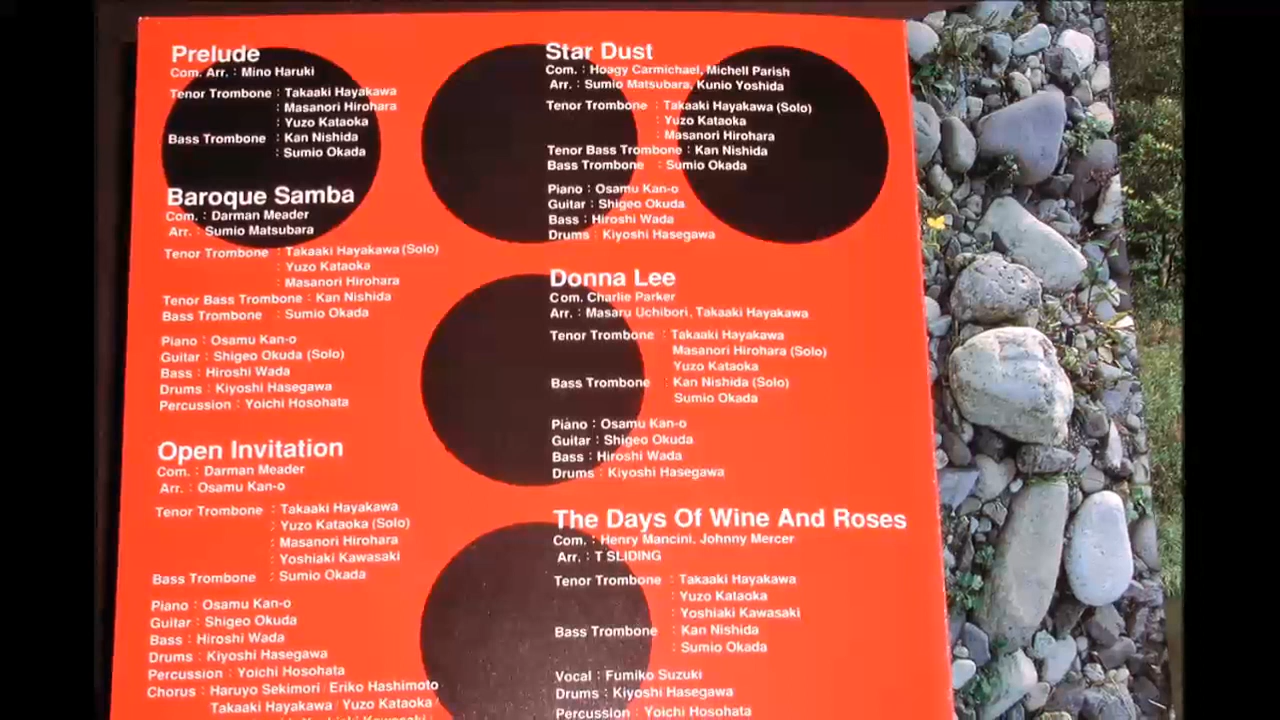 Prelude
Com. Arr. : Mino Haruki
Tenor Trombone : Takaaki Hayakawa
: Masanori Hirohara
: Yuzo Kataoka
Bass Trombone : Kan Nishida
: Sumio Okada
Baroque Samba
Com. : Darman Meader
Arr. : Sumio Matsubara
Tenor Trombone : Takaaki Hayakawa (Solo)
: Yuzo Kataoka
: Masanori Hirohara
Tenor Bass Trombone : Kan Nishida
Bass Trombone : Sumio Okada
Piano : Osamu Kan-o
Guitar : Shigeo Okuda (Solo)
Bass : Hiroshi Wada
Drums : Kiyoshi Hasegawa
Percussion : Yoichi Hosohata
Open Invitation
Com. : Darman Meader
Arr. : Osamu Kan-o
Tenor Trombone : Takaaki Hayakawa
: Yuzo Kataoka (Solo)
: Masanori Hirohara
: Yoshiaki Kawasaki
Bass Trombone : Sumio Okada
Piano : Osamu Kan-o
Guitar : Shigeo Okuda
Bass : Hiroshi Wada
Drums : Kiyoshi Hasegawa
Percussion : Yoichi Hosohata
Chorus : Haruyo Sekimori / Eriko Hashimoto
Takaaki Hayakawa / Yuzo Kataoka
Star Dust
Com. : Hoagy Carmichael, Michell Parish
Arr. : Sumio Matsubara, Kunio Yoshida
Tenor Trombone : Takaaki Hayakawa (Solo)
: Yuzo Kataoka
: Masanori Hirohara
Tenor Bass Trombone : Kan Nishida
Bass Trombone : Sumio Okada
Piano : Osamu Kan-o
Guitar : Shigeo Okuda
Bass : Hiroshi Wada
Drums : Kiyoshi Hasegawa
Donna Lee
Com. Charlie Parker
Arr. : Masaru Uchibori, Takaaki Hayakawa
Tenor Trombone : Takaaki Hayakawa
Masanori Hirohara (Solo)
Yuzo Kataoka
Bass Trombone : Kan Nishida (Solo)
Sumio Okada
Piano : Osamu Kan-o
Guitar : Shigeo Okuda
Bass : Hiroshi Wada
Drums : Kiyoshi Hasegawa
The Days Of Wine And Roses
Com. : Henry Mancini, Johnny Mercer
Arr. : T SLIDING
Tenor Trombone : Takaaki Hayakawa
: Yuzo Kataoka
: Yoshiaki Kawasaki
Bass Trombone : Kan Nishida
: Sumio Okada
Vocal : Fumiko Suzuki
Drums : Kiyoshi Hasegawa
Percussion : Yoichi Hosohata